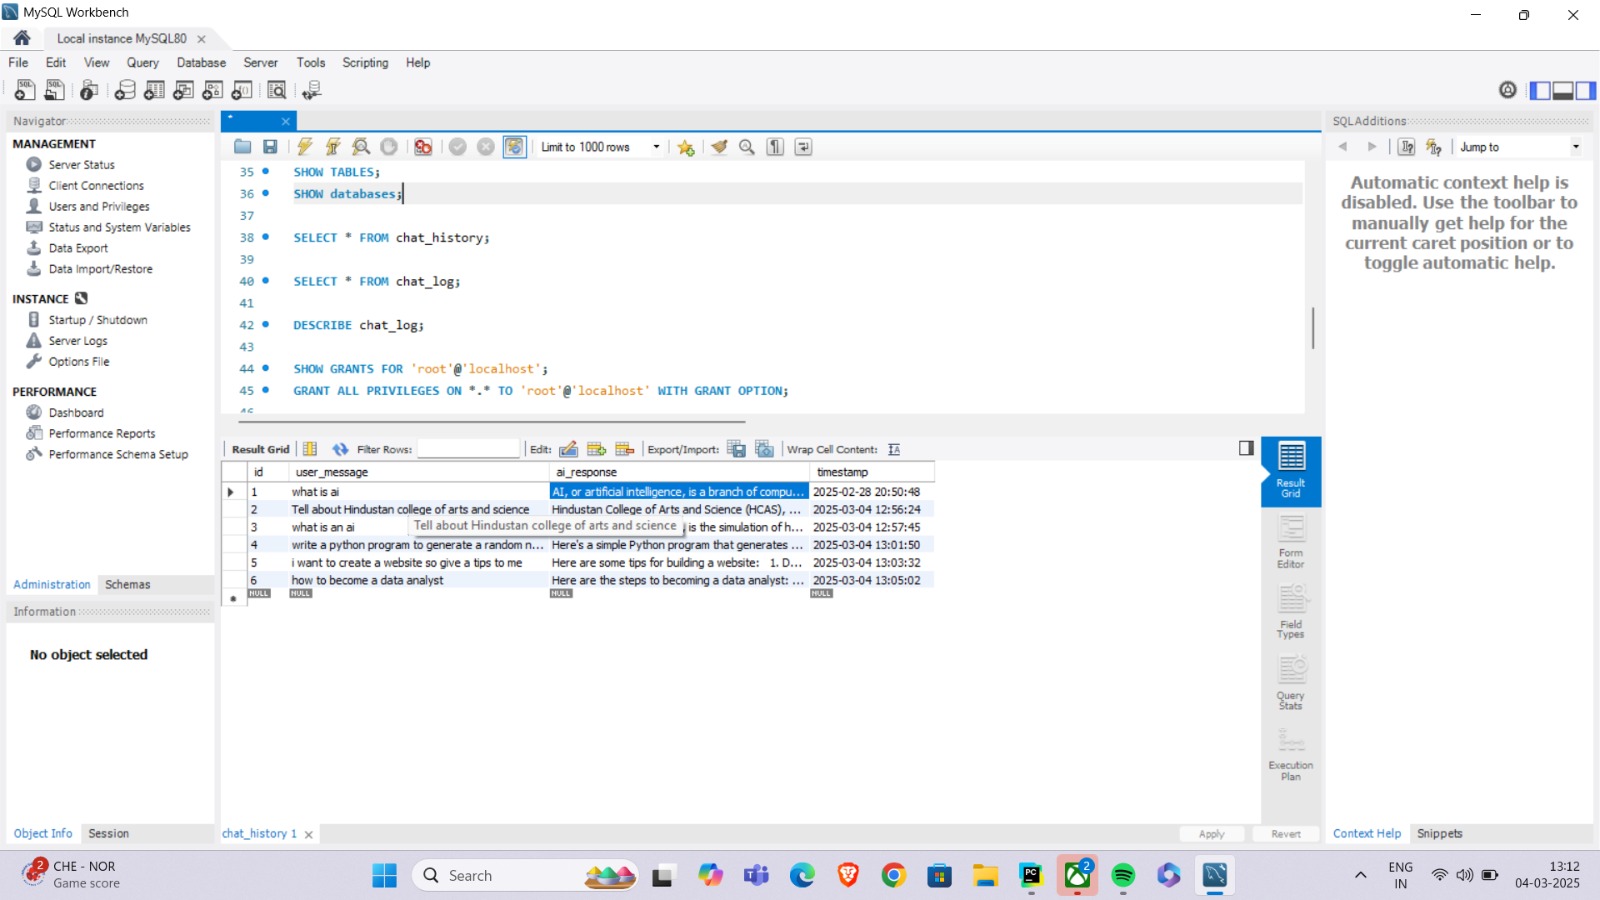 MySQL Workbench
Local instance MySQL80
File Edit View Query Database Server Tools Scripting Help
Navigator
MANAGEMENT
Server Status
Client Connections
Users and Privileges
Status and System Variables
Data Export
Data Import/Restore
INSTANCE
Startup / Shutdown
Server Logs
Options File
PERFORMANCE
Dashboard
Performance Reports
Performance Schema Setup
Administration Schemas
Information
No object selected
Object Info Session
Limit to 1000 rows
35 SHOW TABLES;
36 SHOW databases;
37
38 SELECT * FROM chat_history;
39
40 SELECT * FROM chat_log;
41
42 DESCRIBE chat_log;
43
44 SHOW GRANTS FOR 'root'@'localhost';
45 GRANT ALL PRIVILEGES ON *.* TO 'root'@'localhost' WITH GRANT OPTION;
46
Result Grid Filter Rows: Edit: Export/Import: Wrap Cell Content:
id user_message ai_response timestamp
1 what is ai AI, or artificial intelligence, is a branch of compu... 2025-02-28 20:50:48
2 Tell about Hindustan college of arts and science Hindustan College of Arts and Science (HCAS), ... 2025-03-04 12:56:24
3 what is an ai is the simulation of h... 2025-03-04 12:57:45
Tell about Hindustan college of arts and science
4 write a python program to generate a random n... Here's a simple Python program that generates ... 2025-03-04 13:01:50
5 i want to create a website so give a tips to me Here are some tips for building a website: 1. D... 2025-03-04 13:03:32
6 how to become a data analyst Here are the steps to becoming a data analyst: ... 2025-03-04 13:05:02
NULL NULL NULL NULL
Result Grid
Form Editor
Field Types
Query Stats
Execution Plan
chat_history 1
Apply Revert
SQLAdditions
Jump to
Automatic context help is
disabled. Use the toolbar to
manually get help for the
current caret position or to
toggle automatic help.
Context Help Snippets
2
CHE - NOR
Game score
Search
PC
2
ENG
IN
13:12
04-03-2025